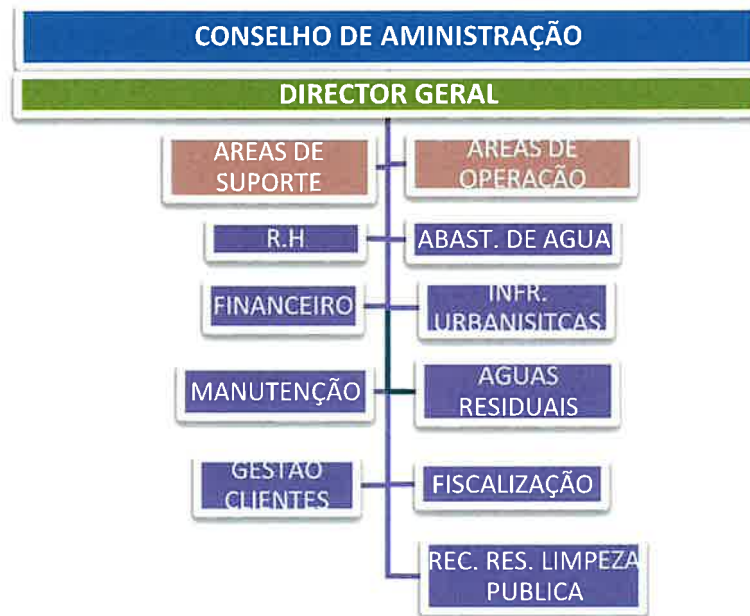 CONSELHO DE AMINISTRAÇÃO
DIRECTOR GERAL
AREAS DE
SUPORTE
AREAS DE
OPERAÇÃO
R.H
ABAST. DE AGUA
FINANCEIRO
INFR.
URBANISITCAS
MANUTENÇÃO
AGUAS
RESIDUAIS
GESTÃO
CLIENTES
FISCALIZAÇÃO
REC. RES. LIMPEZA
PUBLICA